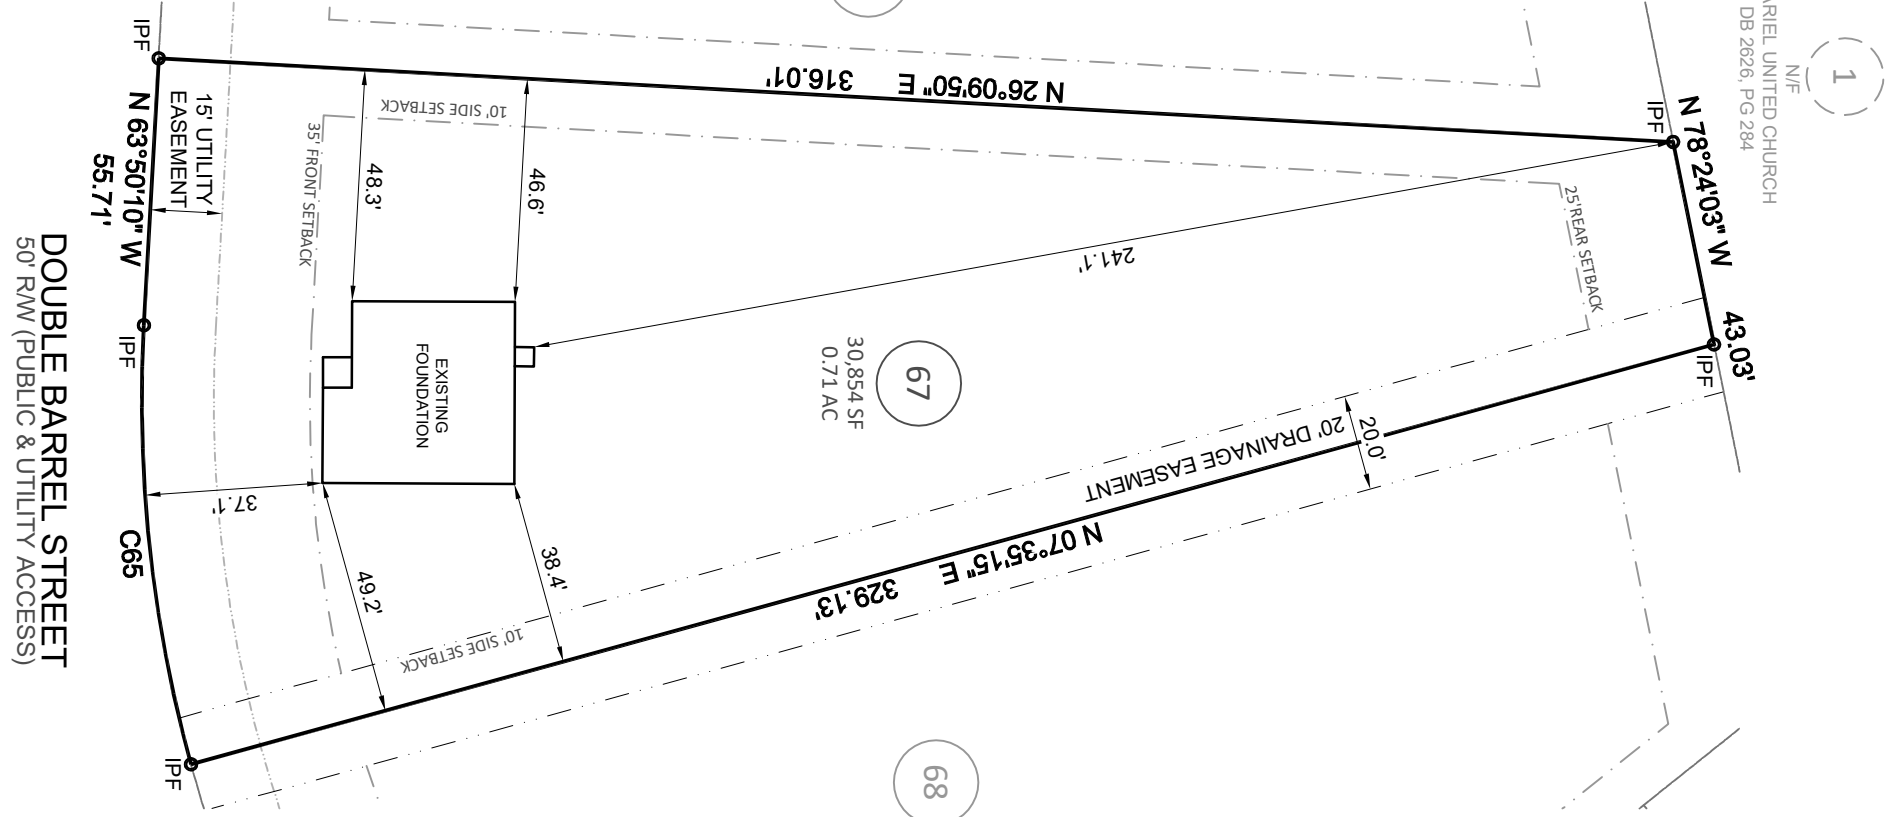 1
N/F
ARIEL UNITED CHURCH
DB 2626, PG 284
IPF
N 26°09'50" E 316.01'
IPF
N 78°24'03" W 43.03'
IPF
N 63°50'10" W
55.71'
15' UTILITY
EASEMENT
35' FRONT SETBACK
10' SIDE SETBACK
48.3'
46.6'
241.1'
25'REAR SETBACK
IPF
EXISTING
FOUNDATION
67
30,854 SF
0.71 AC
20' DRAINAGE EASEMENT
20.0'
N 07°35'15" E 329.13'
37.1'
49.2'
38.4'
10' SIDE SETBACK
C65
IPF
DOUBLE BARREL STREET
50' R/W (PUBLIC & UTILITY ACCESS)
68